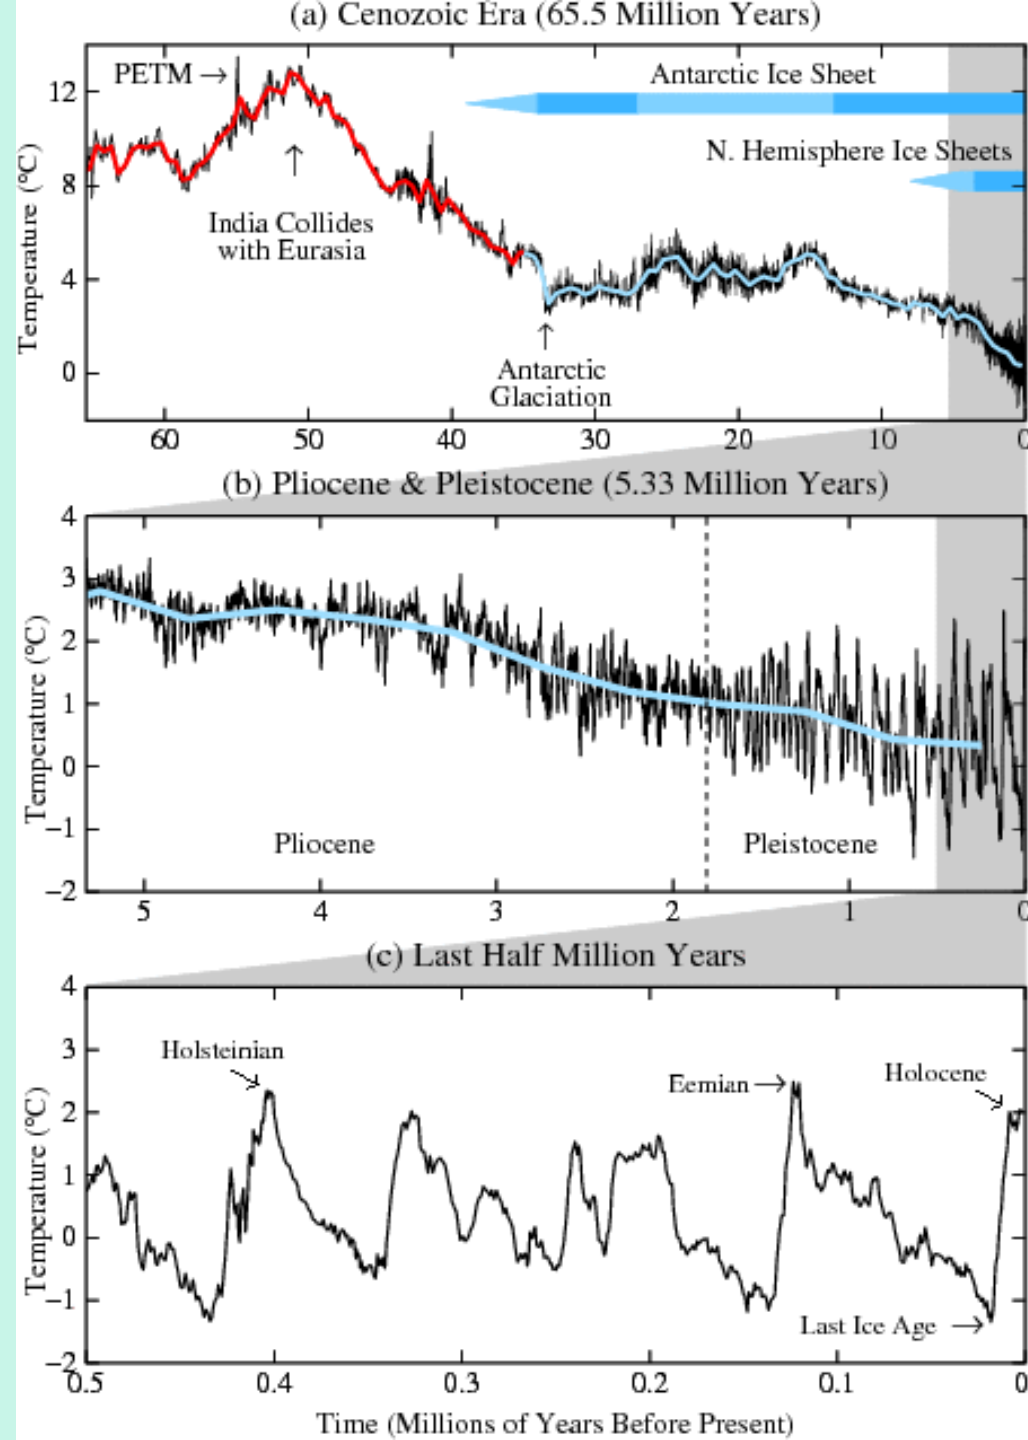 (a) Cenozoic Era (65.5 Million Years)
PETM →
Antarctic Ice Sheet
N. Hemisphere Ice Sheets
India Collides
with Eurasia
Antarctic
Glaciation
Temperature (°C)
12
8
4
0
60 50 40 30 20 10 0
(b) Pliocene & Pleistocene (5.33 Million Years)
Temperature (°C)
4
3
2
1
0
−1
−2
Pliocene
Pleistocene
5 4 3 2 1 0
(c) Last Half Million Years
Temperature (°C)
4
3
2
1
0
−1
−2
Holsteinian
Eemian →
Holocene
Last Ice Age →
0.5 0.4 0.3 0.2 0.1 0
Time (Millions of Years Before Present)